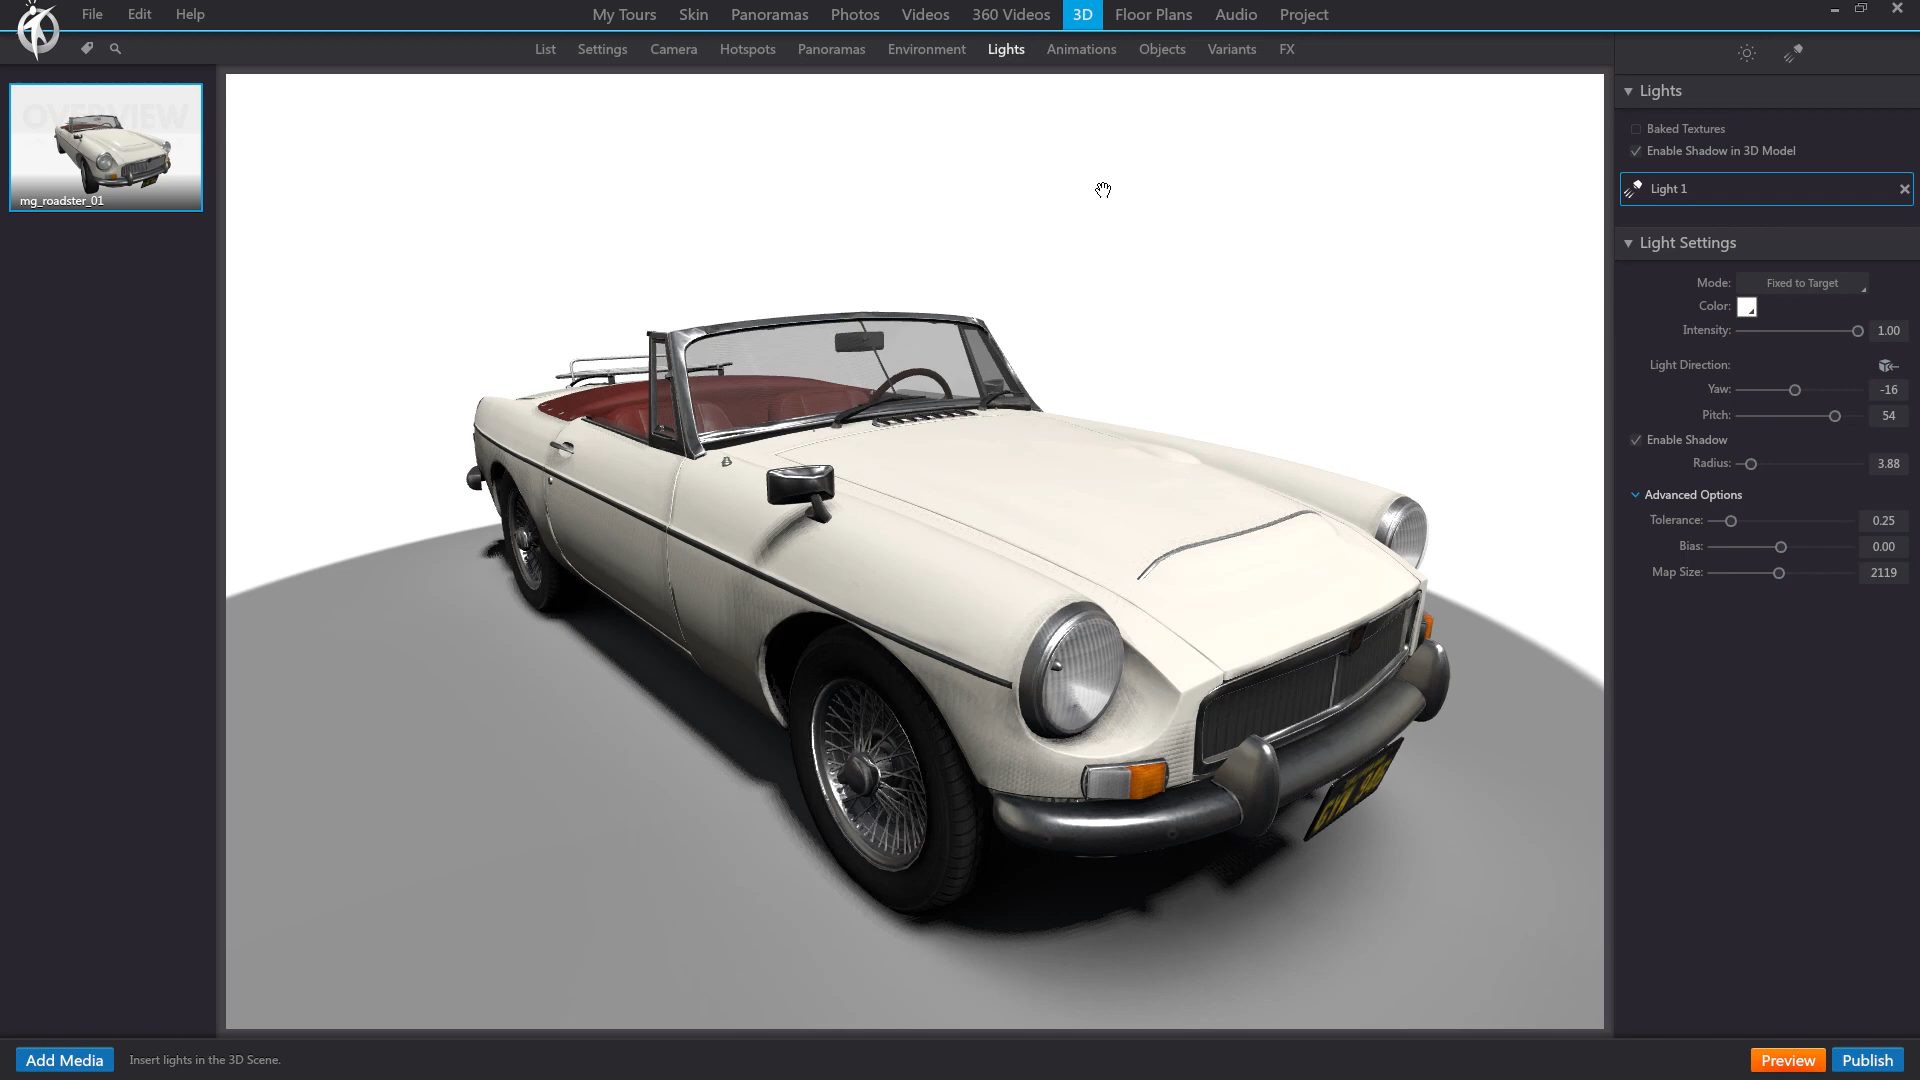 File Edit Help
My Tours Skin Panoramas Photos Videos 360 Videos 3D Floor Plans Audio Project
List Settings Camera Hotspots Panoramas Environment Lights Animations Objects Variants FX
OVERVIEW
mg_roadster_01
Lights
Baked Textures
Enable Shadow in 3D Model
Light 1
Light Settings
Mode: Fixed to Target
Color:
Intensity: 1.00
Light Direction:
Yaw: -16
Pitch: 54
Enable Shadow
Radius: 3.88
Advanced Options
Tolerance: 0.25
Bias: 0.00
Map Size: 2119
Add Media Insert lights in the 3D Scene.
Preview Publish